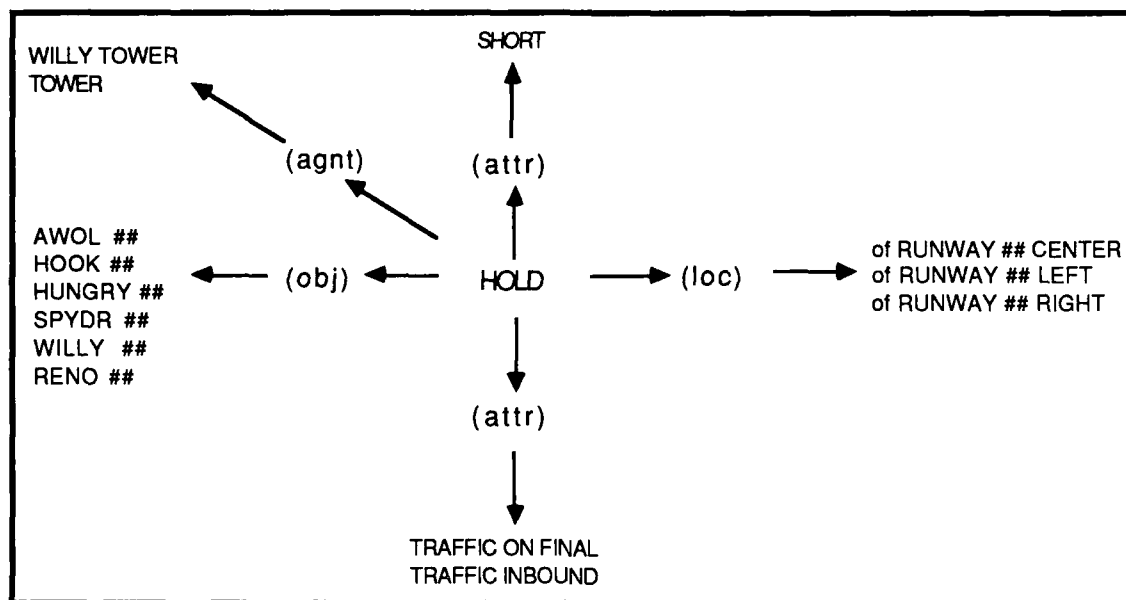 WILLY TOWER
TOWER
SHORT
(agnt)
(attr)
AWOL ##
HOOK ##
HUNGRY ##
SPYDR ##
WILLY ##
RENO ##
(obj)
HOLD
(loc)
of RUNWAY ## CENTER
of RUNWAY ## LEFT
of RUNWAY ## RIGHT
(attr)
TRAFFIC ON FINAL
TRAFFIC INBOUND